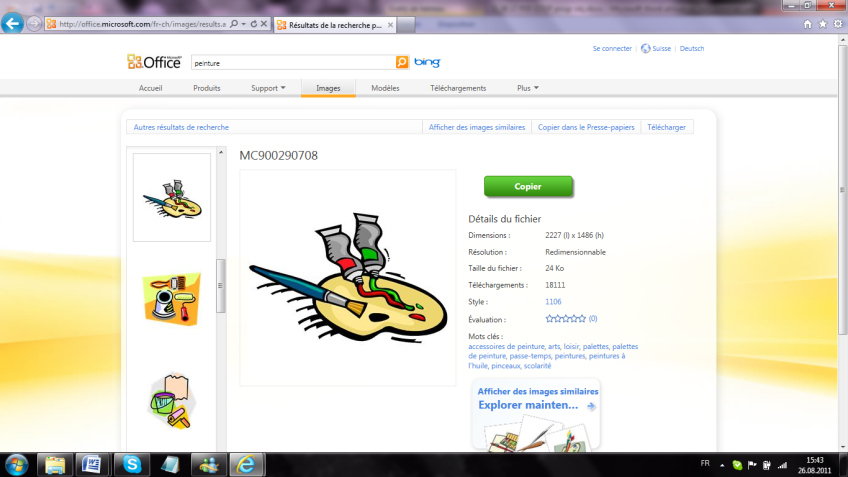 http://office.microsoft.com/fr-ch/images/results.a
Résultats de la recherche p...
Se connecter | Suisse | Deutsch
Office
Microsoft
peinture
bing
Accueil Produits Support Images Modèles Téléchargements Plus
Autres résultats de recherche
Afficher des images similaires Copier dans le Presse-papiers Télécharger
MC900290708
Copier
Détails du fichier
Dimensions : 2227 (l) x 1486 (h)
Résolution : Redimensionnable
Taille du fichier : 24 Ko
Téléchargements : 18111
Style : 1106
Évaluation : (0)
Mots clés :
accessoires de peinture, arts, loisir, palettes, palettes
de peinture, passe-temps, peintures, peintures à
l'huile, pinceaux, scolarité
Afficher des images similaires
Explorer mainten...
FR
15:43
26.08.2011